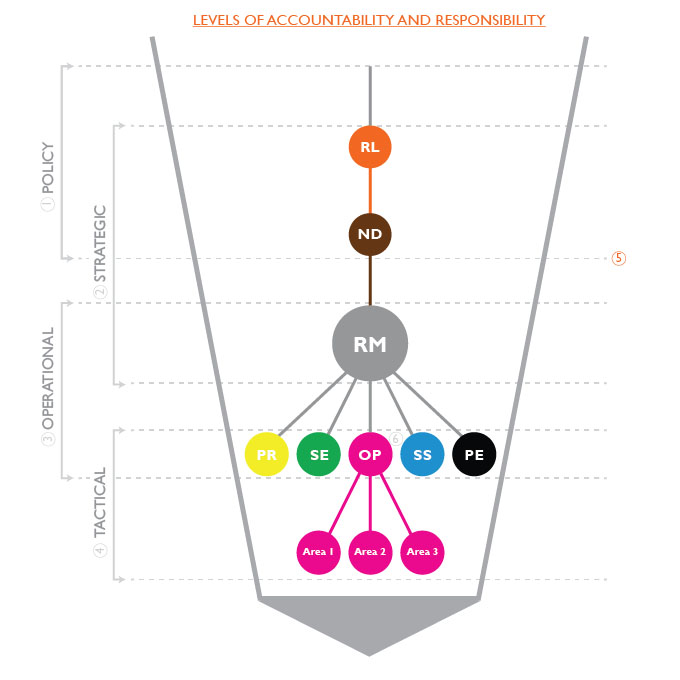 LEVELS OF ACCOUNTABILITY AND RESPONSIBILITY
① POLICY
② STRATEGIC
③ OPERATIONAL
④ TACTICAL
RL
ND
⑤
RM
PR
SE
OP
⑥
SS
PE
Area 1
Area 2
Area 3